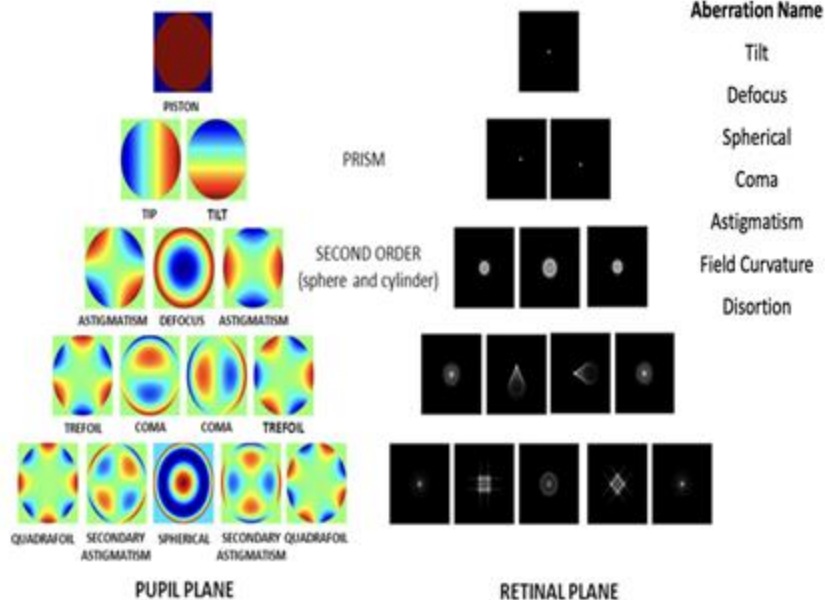 Aberration Name
Tilt
Defocus
Spherical
Coma
Astigmatism
Field Curvature
Disortion
PISTON
PRISM
TIP TILT
SECOND ORDER
(sphere and cylinder)
ASTIGMATISM DEFOCUS ASTIGMATISM
TREFOIL COMA COMA TREFOIL
QUADRAFOIL SECONDARY ASTIGMATISM SPHERICAL SECONDARY ASTIGMATISM QUADRAFOIL
PUPIL PLANE
RETINAL PLANE